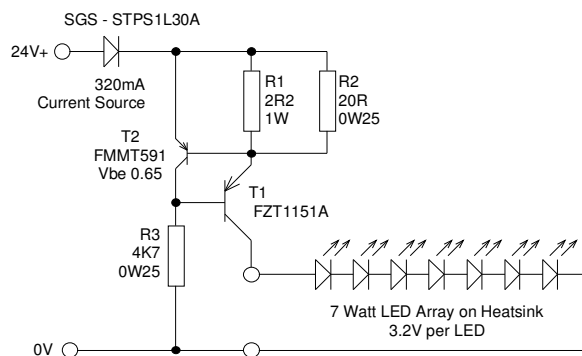 SGS - STPS1L30A
24V+
320mA
Current Source
R1
2R2
1W
R2
20R
0W25
T2
FMMT591
Vbe 0.65
T1
FZT1151A
R3
4K7
0W25
7 Watt LED Array on Heatsink
3.2V per LED
0V